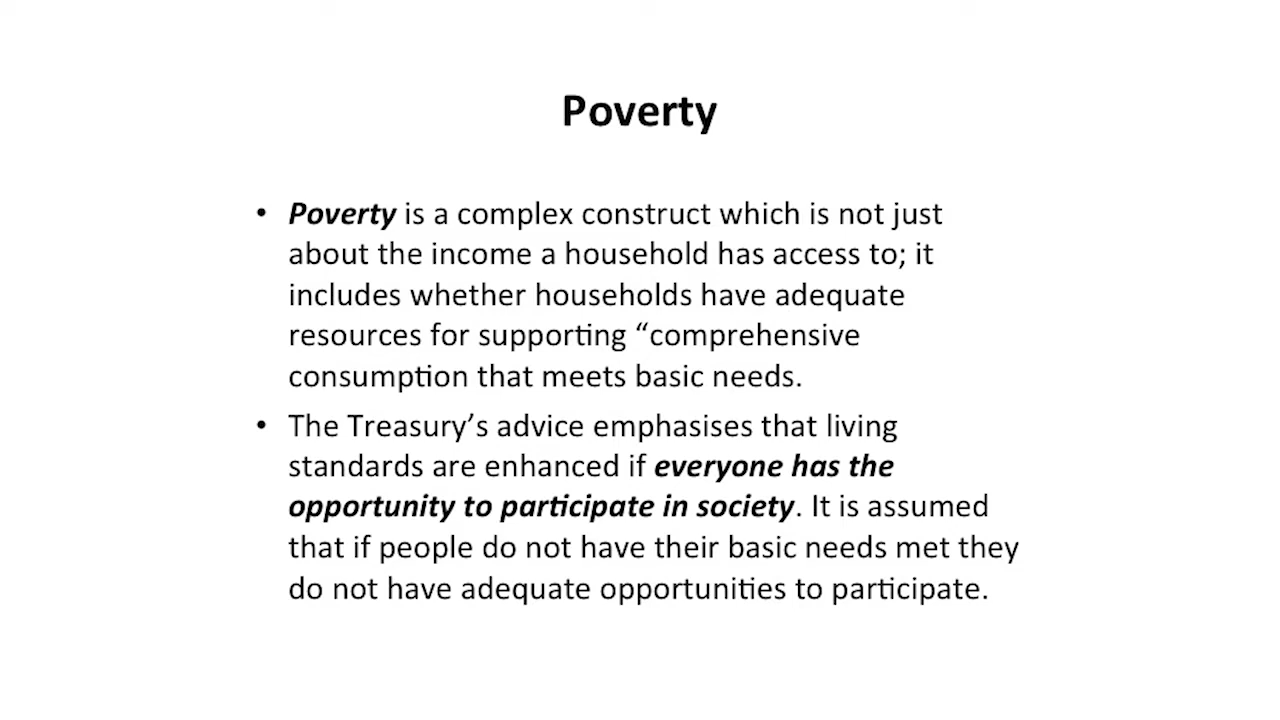 Poverty
• Poverty is a complex construct which is not just
about the income a household has access to; it
includes whether households have adequate
resources for supporting “comprehensive
consumption that meets basic needs.
• The Treasury’s advice emphasises that living
standards are enhanced if everyone has the
opportunity to participate in society. It is assumed
that if people do not have their basic needs met they
do not have adequate opportunities to participate.